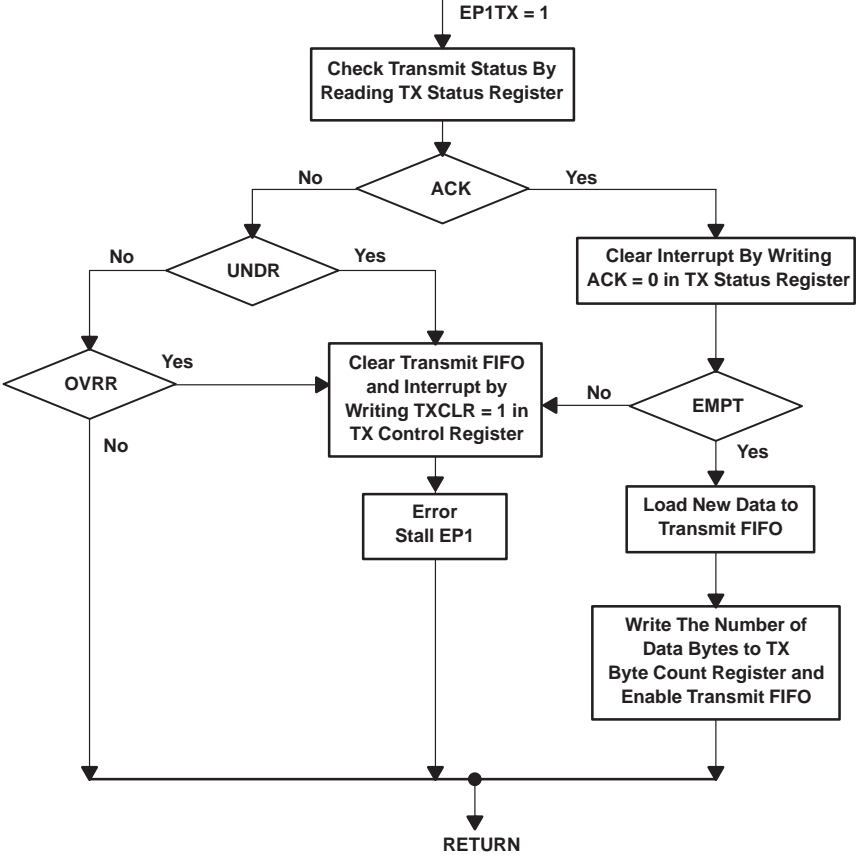 EP1TX = 1
Check Transmit Status By
Reading TX Status Register
ACK
No
Yes
UNDR
No
Yes
Clear Interrupt By Writing
ACK = 0 in TX Status Register
OVRR
Yes
No
Clear Transmit FIFO
and Interrupt by
Writing TXCLR = 1 in
TX Control Register
No
EMPT
Yes
Error
Stall EP1
Load New Data to
Transmit FIFO
Write The Number of
Data Bytes to TX
Byte Count Register and
Enable Transmit FIFO
RETURN